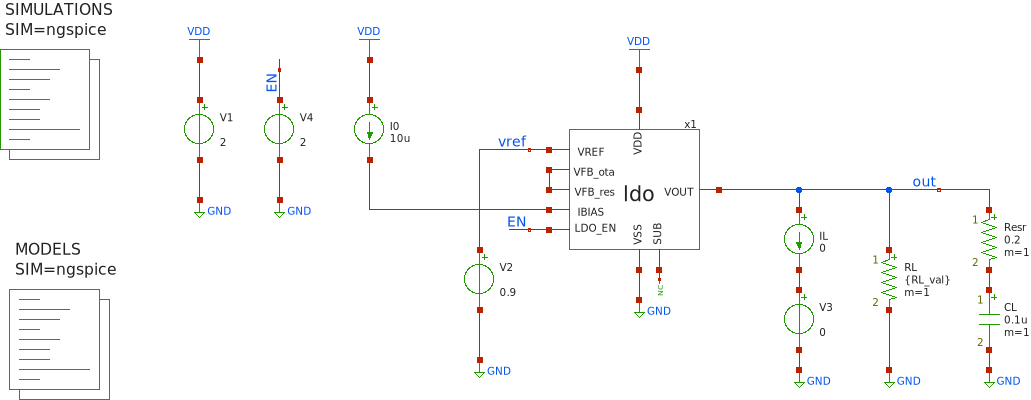 SIMULATIONS
SIM=ngspice
VDD
V1
2
GND
EN
V4
2
GND
VDD
I0
10u
VDD
x1
vref
VREF
VFB_ota
VFB_res
IBIAS
EN
LDO_EN
VDD
ldo
VOUT
VSS
SUB
NC
GND
V2
0.9
GND
out
IL
0
V3
0
GND
1
RL
{RL_val}
m=1
2
GND
1
Resr
0.2
m=1
2
1
CL
0.1u
m=1
2
GND
MODELS
SIM=ngspice